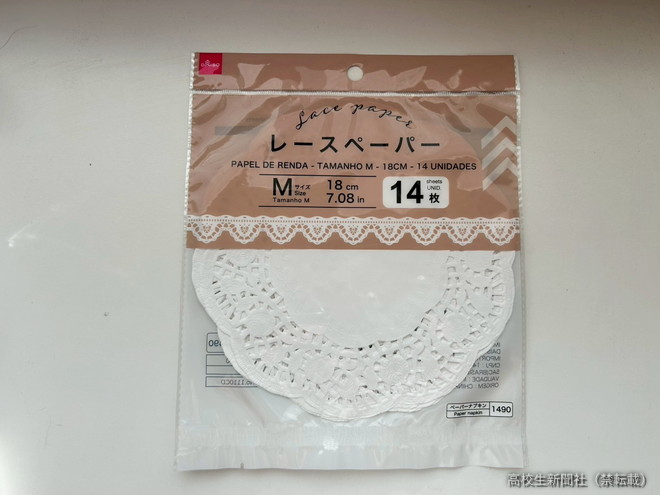 DAISO
Lace paper
レースペーパー
PAPEL DE RENDA - TAMANHO M - 18CM - 14 UNIDADES
Mサイズ
Size
Tamanho M
18 cm
7.08 in
14 sheets
UNID.
枚
ペーパーナプキン
Paper napkin
1490
高校生新聞社（禁転載）